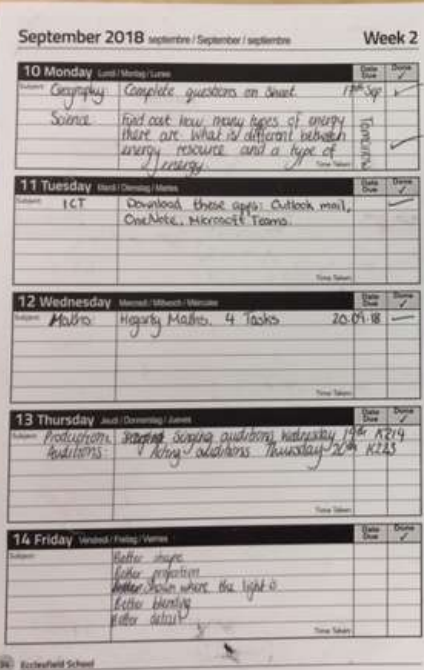 September 2018 septembre / September / septiembre Week 2
10 Monday Lundi / Montag / Lunes Date Due Done ✓
Subject Geography Complete questions on sheet. 17th Sep
Science Find out how many types of energy
there are. What is different between
energy resource and a type of
energy. Time Taken
11 Tuesday Mardi / Dienstag / Martes Date Due Done ✓
Subject ICT Download these apps: Outlook mail,
OneNote, Microsoft Teams.
Time Taken
12 Wednesday Mercredi / Mittwoch / Miércoles Date Due Done ✓
Subject Maths Hegarty Maths. 4 Tasks 20.09.18
Time Taken
13 Thursday Jeudi / Donnerstag / Jueves Date Due Done ✓
Subject Production Singing auditions Wednesday 19th K214
Auditions: Acting auditions Thursday 20th
Time Taken
14 Friday Vendredi / Freitag / Viernes Date Due Done ✓
Subject Better shape
Better projection
Shown where the light is
Better blending
Better detail
Time Taken
Ecclesfield School